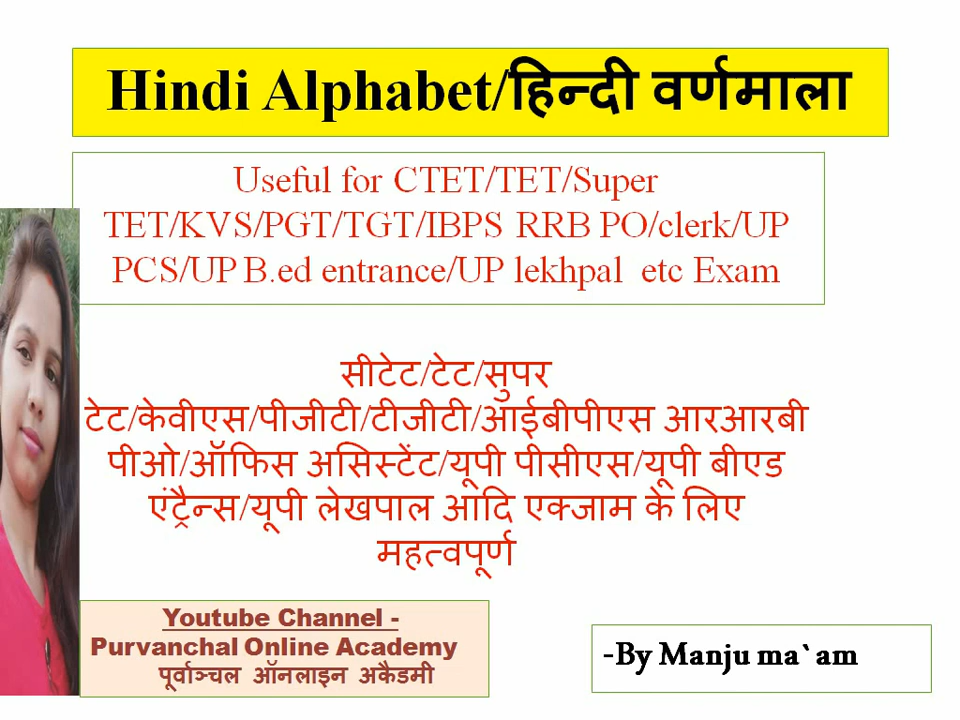 Hindi Alphabet/हिन्दी वर्णमाला
Useful for CTET/TET/Super
TET/KVS/PGT/TGT/IBPS RRB PO/clerk/UP
PCS/UP B.ed entrance/UP lekhpal etc Exam
सीटेट/टेट/सुपर
टेट/केवीएस/पीजीटी/टीजीटी/आईबीपीएस आरआरबी
पीओ/ऑफिस असिस्टेंट/यूपी पीसीएस/यूपी बीएड
एंट्रैन्स/यूपी लेखपाल आदि एक्जाम के लिए
महत्वपूर्ण
Youtube Channel -
Purvanchal Online Academy
पूर्वाञ्चल ऑनलाइन अकैडमी
-By Manju ma`am